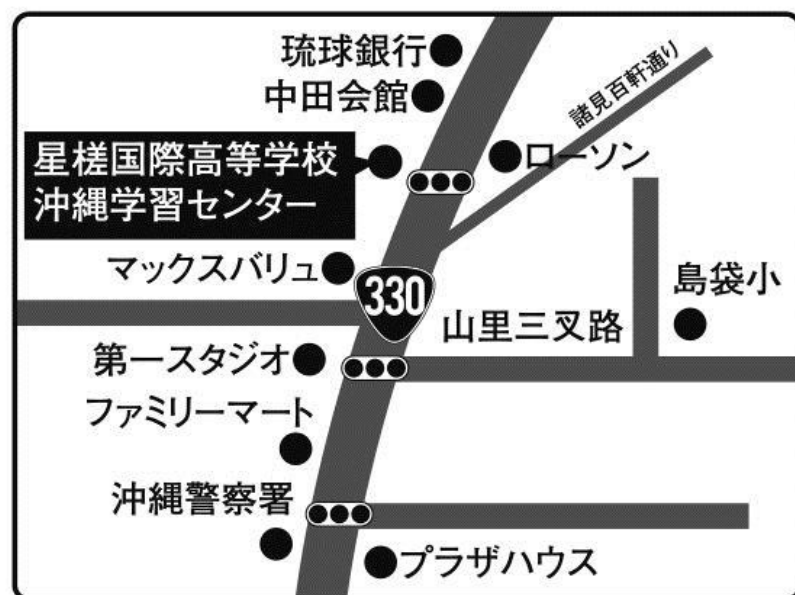 琉球銀行
中田会館
諸見百軒通り
星槎国際高等学校
沖縄学習センター
ローソン
マックスバリュ
330
島袋小
山里三叉路
第一スタジオ
ファミリーマート
沖縄警察署
プラザハウス